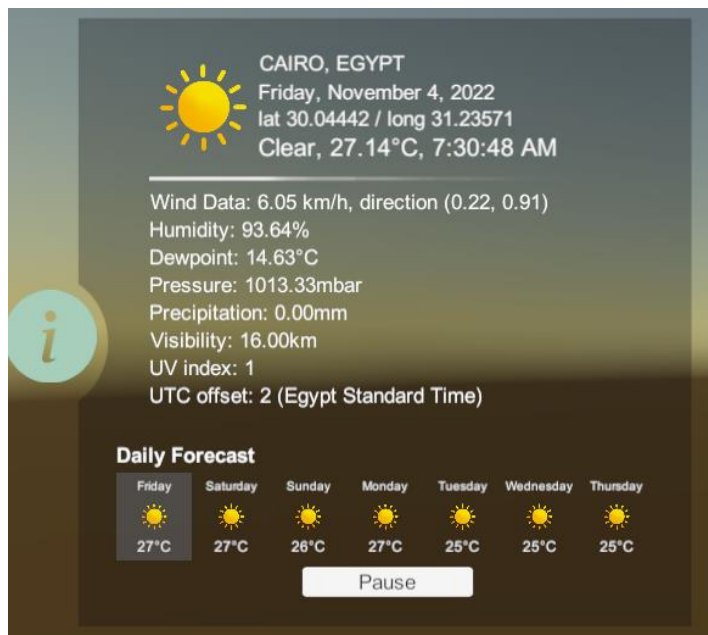 CAIRO, EGYPT
Friday, November 4, 2022
lat 30.04442 / long 31.23571
Clear, 27.14°C, 7:30:48 AM
Wind Data: 6.05 km/h, direction (0.22, 0.91)
Humidity: 93.64%
Dewpoint: 14.63°C
Pressure: 1013.33mbar
Precipitation: 0.00mm
Visibility: 16.00km
i
UV index: 1
UTC offset: 2 (Egypt Standard Time)
Daily Forecast
Friday Saturday Sunday Monday Tuesday Wednesday Thursday
27°C 27°C 26°C 27°C 25°C 25°C 25°C
Pause